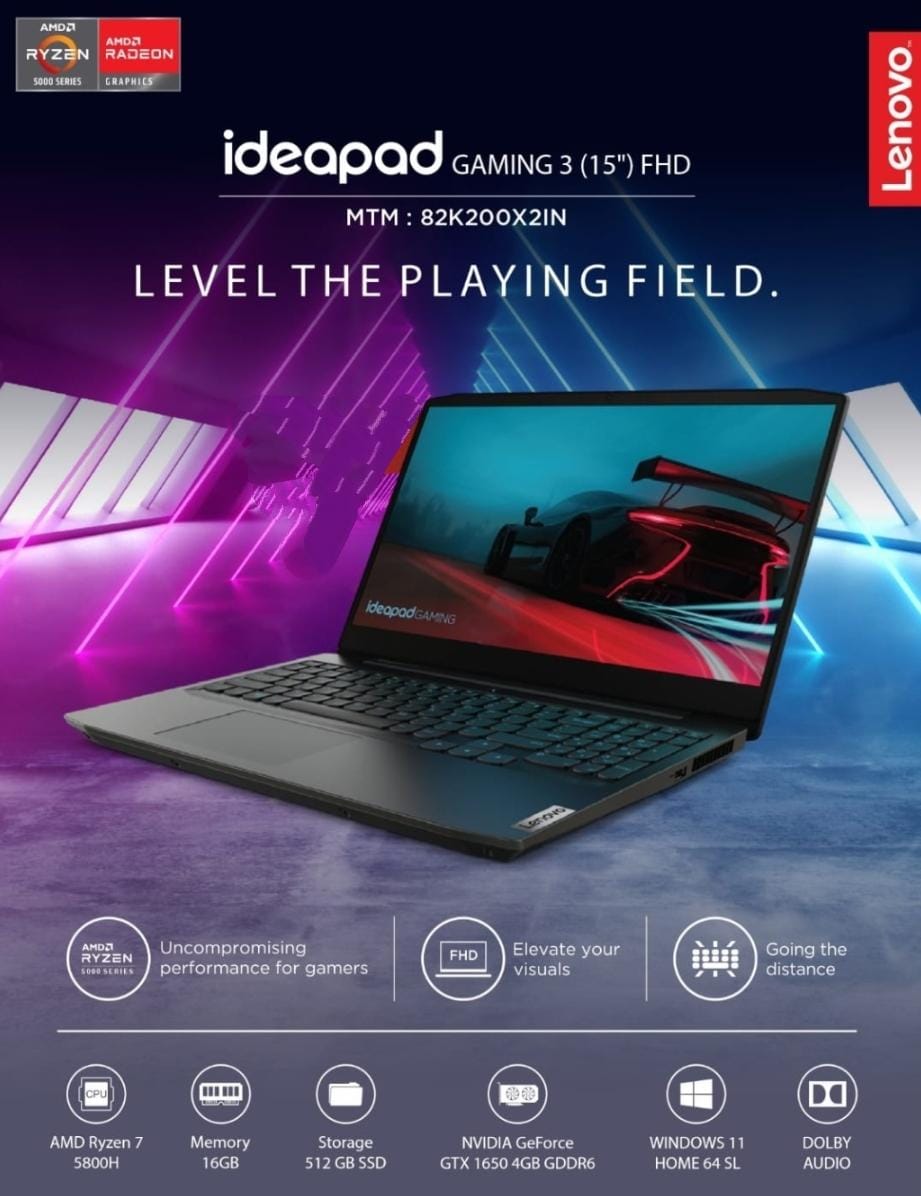 AMD
RYZEN
5000 SERIES
AMD
RADEON
GRAPHICS
Lenovo
ideapad GAMING 3 (15") FHD
MTM : 82K200X2IN
LEVEL THE PLAYING FIELD.
ideapadGAMING
Lenovo
AMD
RYZEN
5000 SERIES
Uncompromising
performance for gamers
FHD
Elevate your
visuals
Going the
distance
CPU
AMD Ryzen 7
5800H
Memory
16GB
Storage
512 GB SSD
NVIDIA GeForce
GTX 1650 4GB GDDR6
WINDOWS 11
HOME 64 SL
DOLBY
AUDIO